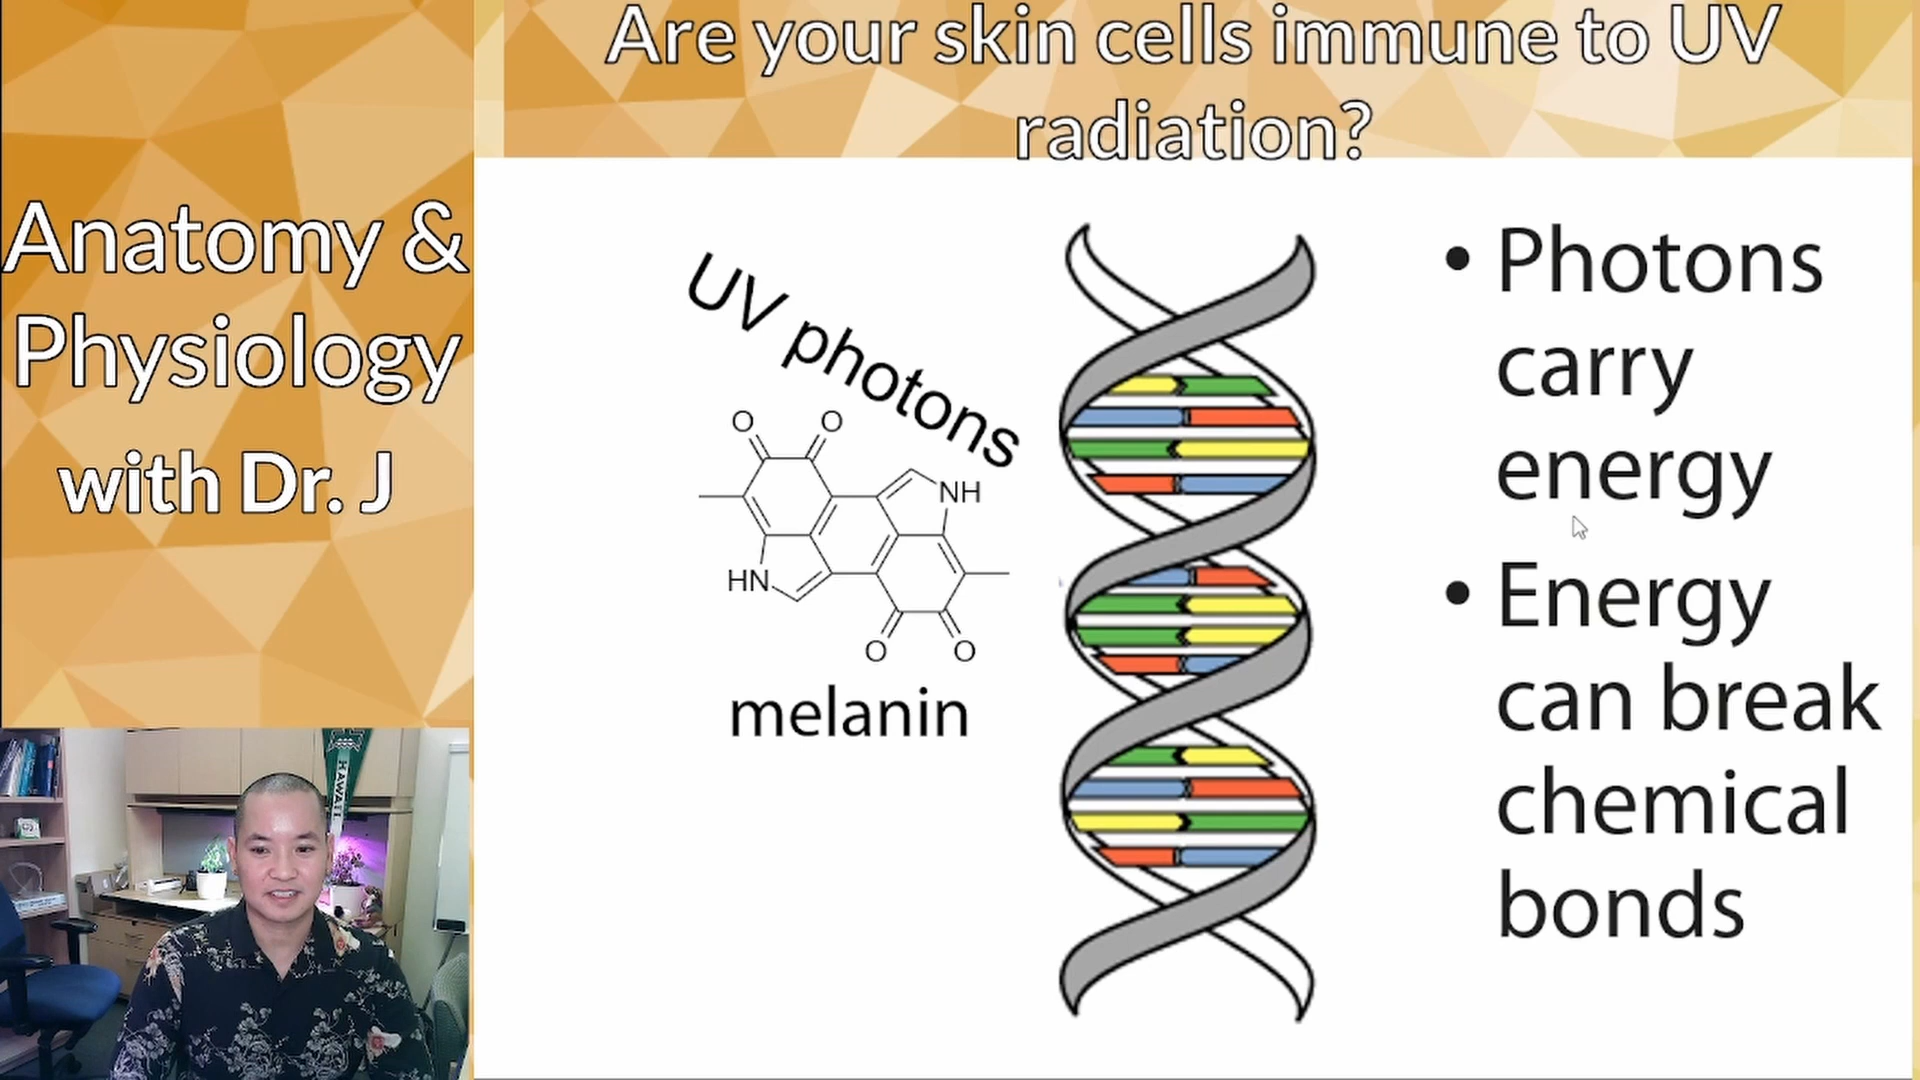 Are your skin cells immune to UV
radiation?
Anatomy &
Physiology
with Dr. J
UV photons
O
O
NH
HN
O
O
melanin
• Photons
carry
energy
• Energy
can break
chemical
bonds
HAWAI'I